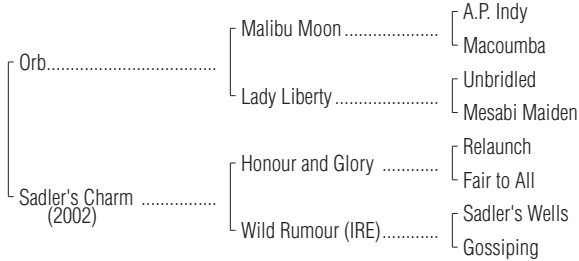 A.P. Indy
Malibu Moon
Macoumba
Orb
Unbridled
Lady Liberty
Mesabi Maiden
Relaunch
Honour and Glory
Fair to All
Sadler's Charm
(2002)
Sadler's Wells
Wild Rumour (IRE)
Gossiping